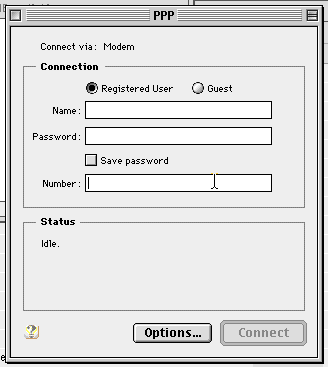 PPP
Connect via: Modem
Connection
Registered User Guest
Name:
Password:
Save password
Number:
Status
Idle.
?
Options... Connect